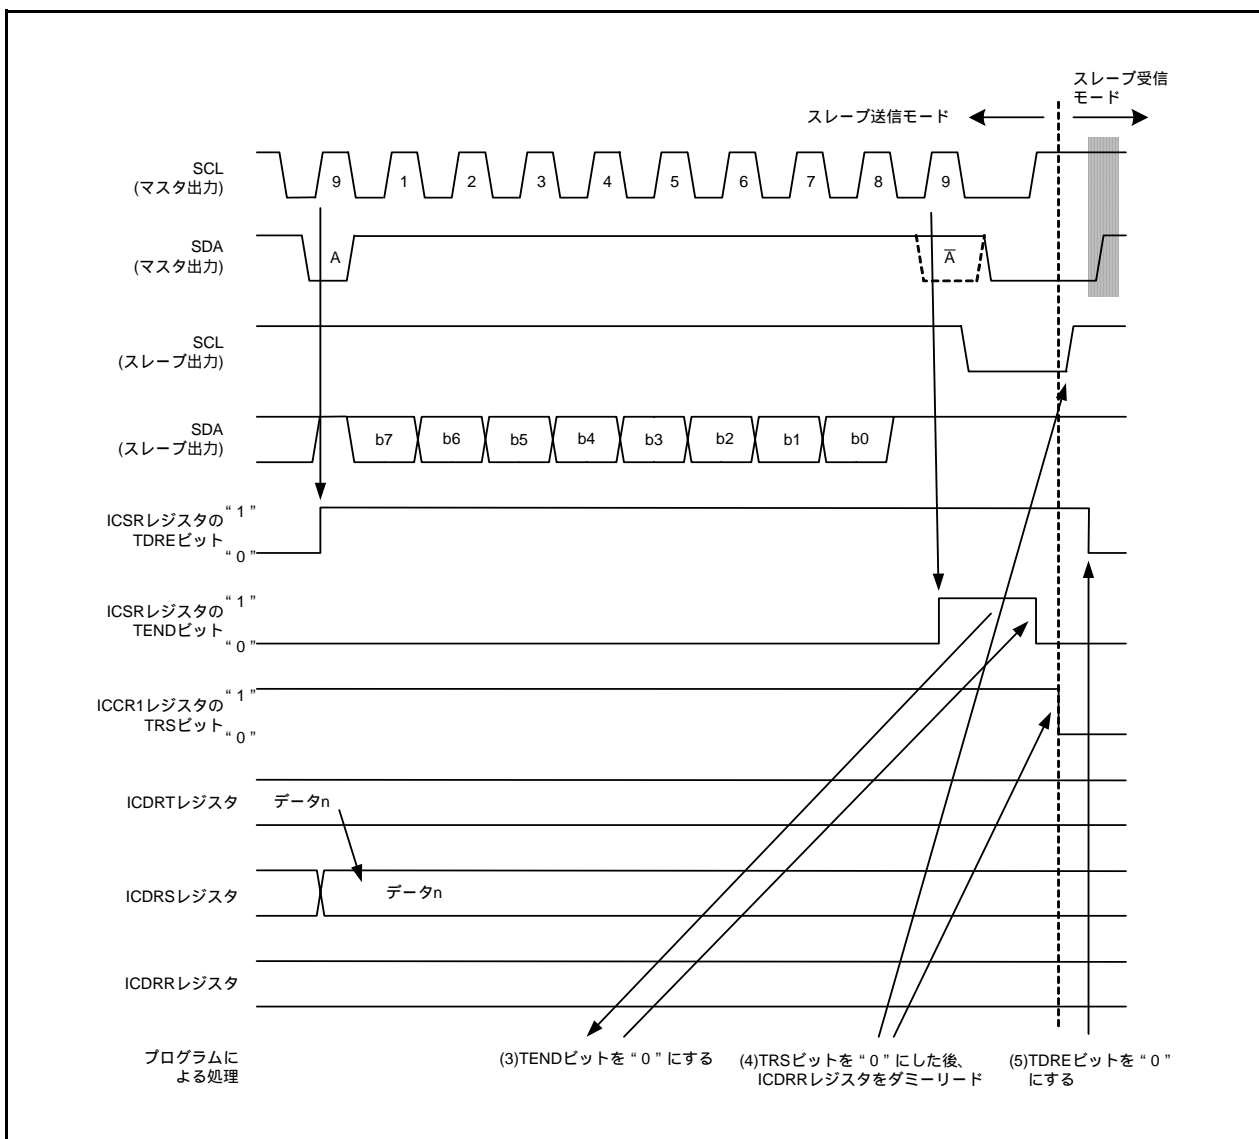 スレーブ受信
モード
スレーブ送信モード
SCL
(マスタ出力)
9 1 2 3 4 5 6 7 8 9
SDA
(マスタ出力)
A A̅
SCL
(スレーブ出力)
SDA
(スレーブ出力)
b7 b6 b5 b4 b3 b2 b1 b0
ICSRレジスタの
TDREビット
“ 1 ”
“ 0 ”
ICSRレジスタの
TENDビット
“ 1 ”
“ 0 ”
ICCR1レジスタの
TRSビット
“ 1 ”
“ 0 ”
ICDRTレジスタ
データn
ICDRSレジスタ
データn
ICDRRレジスタ
プログラムに
よる処理
(3)TENDビットを “ 0 ” にする
(4)TRSビットを “ 0 ” にした後、
ICDRRレジスタをダミーリード
(5)TDREビットを “ 0 ”
にする